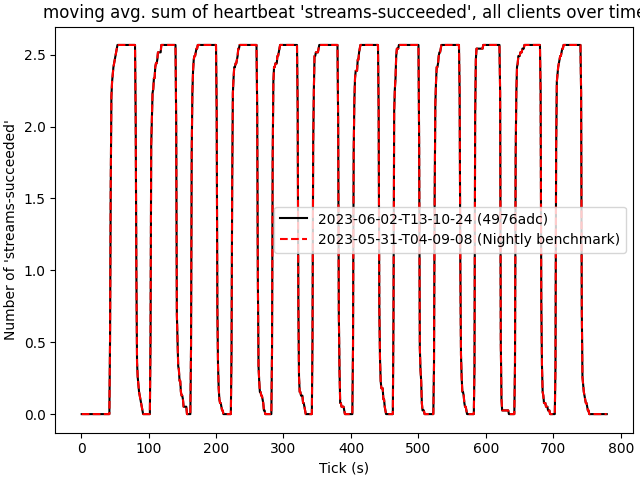 moving avg. sum of heartbeat 'streams-succeeded', all clients over time
Number of 'streams-succeeded'
2.5
2.0
1.5
1.0
0.5
0.0
2023-06-02-T13-10-24 (4976adc)
2023-05-31-T04-09-08 (Nightly benchmark)
0 100 200 300 400 500 600 700 800
Tick (s)